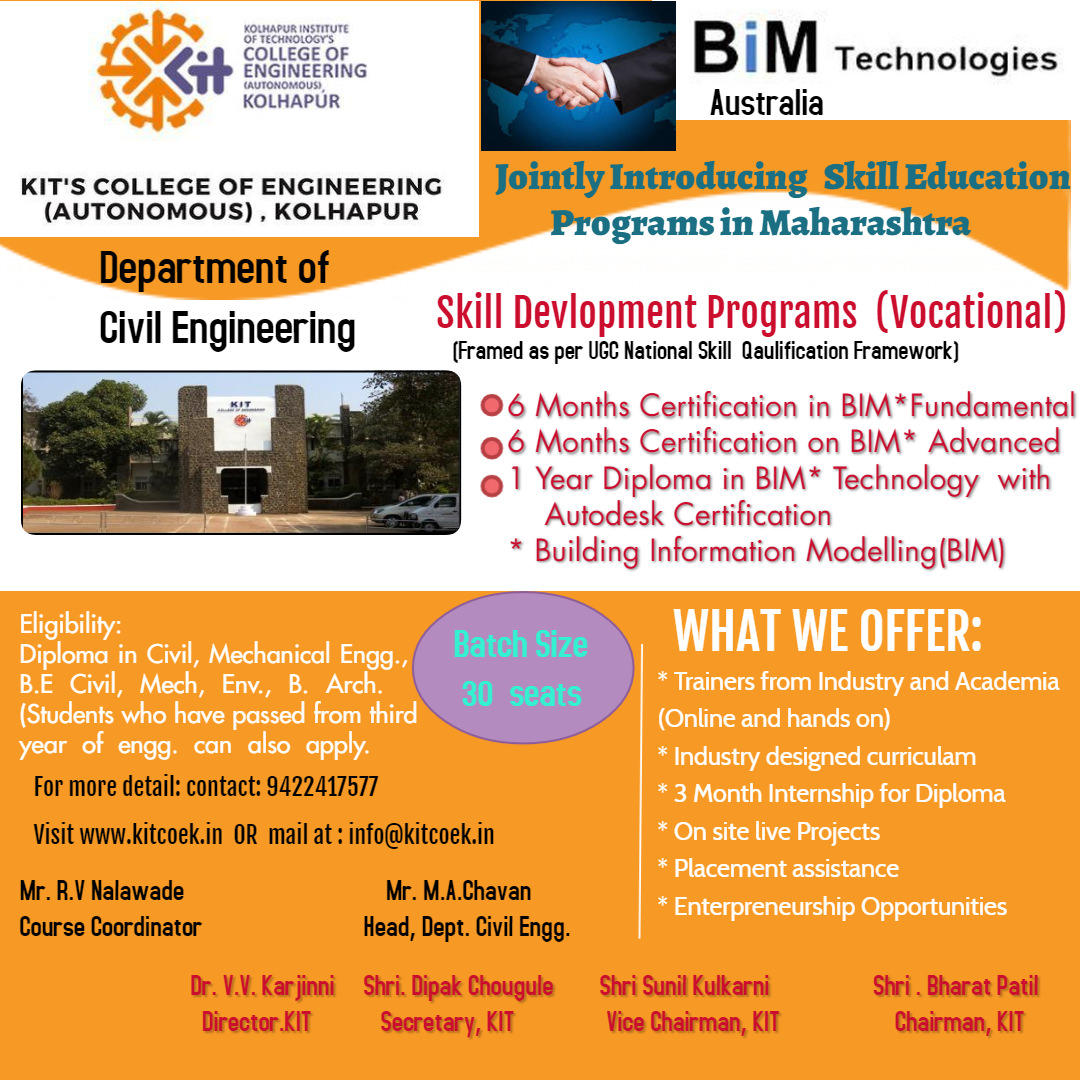 KOLHAPUR INSTITUTE
OF TECHNOLOGY'S
COLLEGE OF
ENGINEERING
(AUTONOMOUS),
KOLHAPUR
Kit
BiM Technologies
Australia
KIT'S COLLEGE OF ENGINEERING
(AUTONOMOUS) , KOLHAPUR
Jointly Introducing Skill Education
Programs in Maharashtra
Department of
Civil Engineering
Skill Devlopment Programs (Vocational)
(Framed as per UGC National Skill Qaulification Framework)
KIT
COLLEGE OF ENGINEERING
6 Months Certification in BIM*Fundamental
6 Months Certification on BIM* Advanced
1 Year Diploma in BIM* Technology with
Autodesk Certification
* Building Information Modelling(BIM)
Eligibility:
Diploma in Civil, Mechanical Engg.,
B.E Civil, Mech, Env., B. Arch.
(Students who have passed from third
year of engg. can also apply.
Batch Size
30 seats
For more detail: contact: 9422417577
Visit www.kitcoek.in OR mail at : info@kitcoek.in
WHAT WE OFFER:
* Trainers from Industry and Academia
(Online and hands on)
* Industry designed curriculam
* 3 Month Internship for Diploma
* On site live Projects
* Placement assistance
* Enterpreneurship Opportunities
Mr. R.V Nalawade
Course Coordinator
Mr. M.A.Chavan
Head, Dept. Civil Engg.
Dr. V.V. Karjinni
Director.KIT
Shri. Dipak Chougule
Secretary, KIT
Shri Sunil Kulkarni
Vice Chairman, KIT
Shri . Bharat Patil
Chairman, KIT